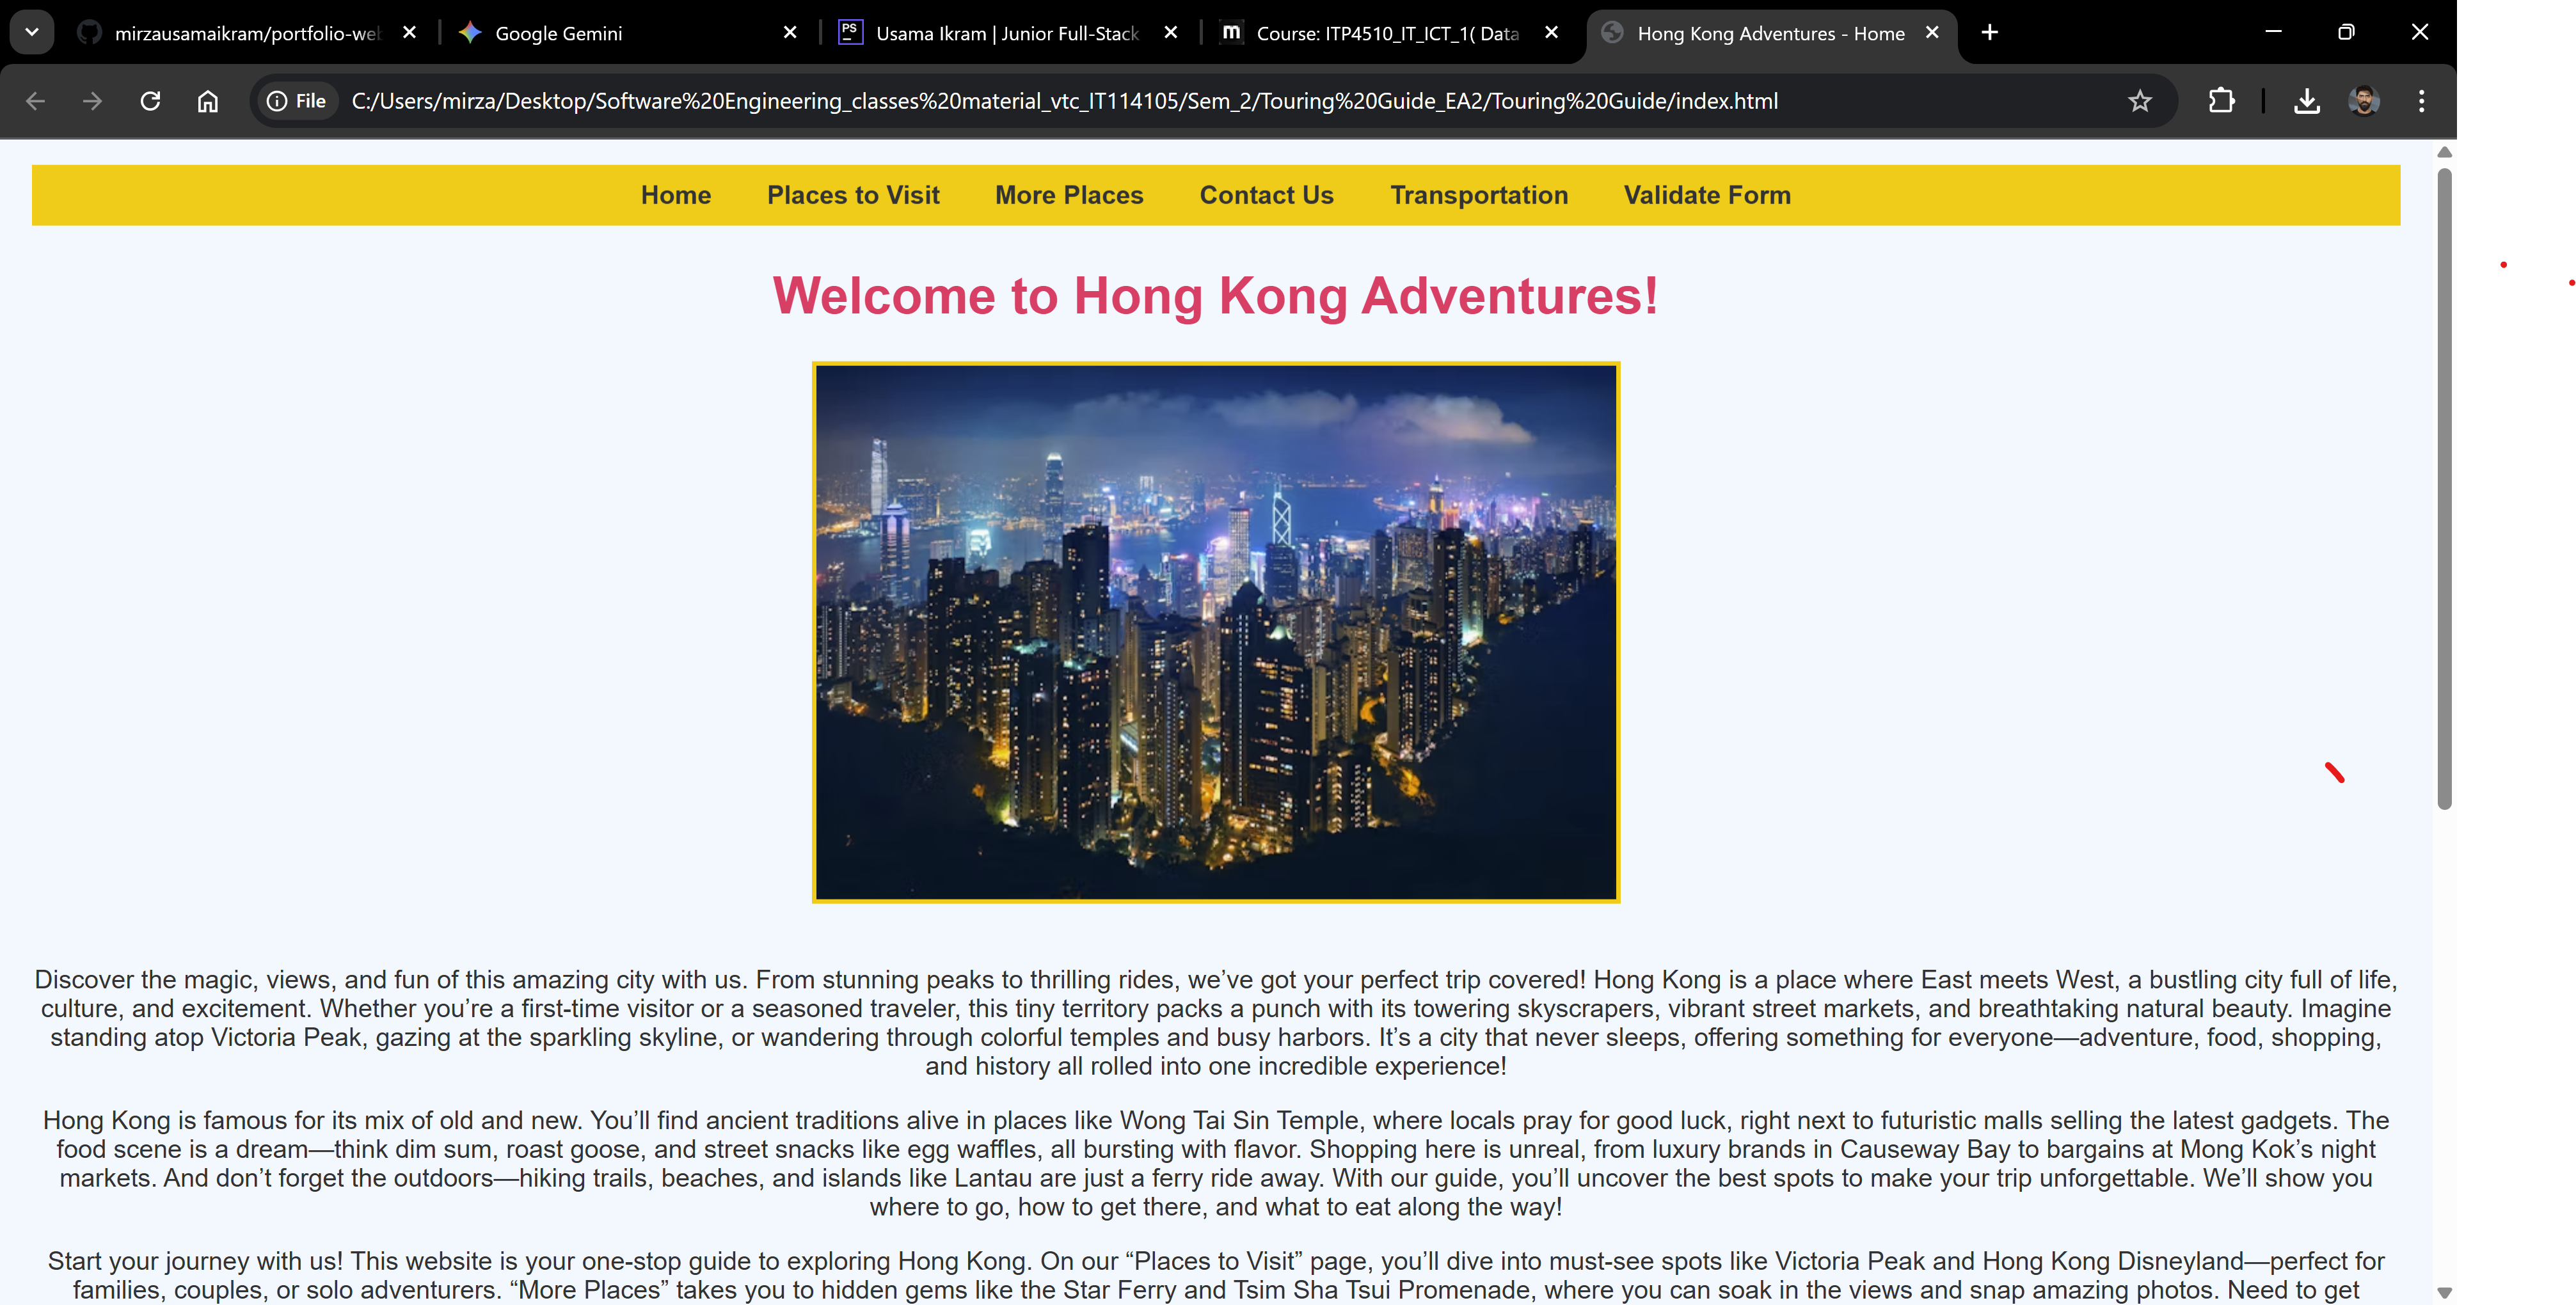 mirzausamaikram/portfolio-web
Google Gemini
PS
Usama Ikram | Junior Full-Stack
m
Course: ITP4510_IT_ICT_1( Data
Hong Kong Adventures - Home
File
C:/Users/mirza/Desktop/Software%20Engineering_classes%20material_vtc_IT114105/Sem_2/Touring%20Guide_EA2/Touring%20Guide/index.html
Home Places to Visit More Places Contact Us Transportation Validate Form
Welcome to Hong Kong Adventures!
Discover the magic, views, and fun of this amazing city with us. From stunning peaks to thrilling rides, we’ve got your perfect trip covered! Hong Kong is a place where East meets West, a bustling city full of life,
culture, and excitement. Whether you’re a first-time visitor or a seasoned traveler, this tiny territory packs a punch with its towering skyscrapers, vibrant street markets, and breathtaking natural beauty. Imagine
standing atop Victoria Peak, gazing at the sparkling skyline, or wandering through colorful temples and busy harbors. It’s a city that never sleeps, offering something for everyone—adventure, food, shopping,
and history all rolled into one incredible experience!
Hong Kong is famous for its mix of old and new. You’ll find ancient traditions alive in places like Wong Tai Sin Temple, where locals pray for good luck, right next to futuristic malls selling the latest gadgets. The
food scene is a dream—think dim sum, roast goose, and street snacks like egg waffles, all bursting with flavor. Shopping here is unreal, from luxury brands in Causeway Bay to bargains at Mong Kok’s night
markets. And don’t forget the outdoors—hiking trails, beaches, and islands like Lantau are just a ferry ride away. With our guide, you’ll uncover the best spots to make your trip unforgettable. We’ll show you
where to go, how to get there, and what to eat along the way!
Start your journey with us! This website is your one-stop guide to exploring Hong Kong. On our “Places to Visit” page, you’ll dive into must-see spots like Victoria Peak and Hong Kong Disneyland—perfect for
families, couples, or solo adventurers. “More Places” takes you to hidden gems like the Star Ferry and Tsim Sha Tsui Promenade, where you can soak in the views and snap amazing photos. Need to get